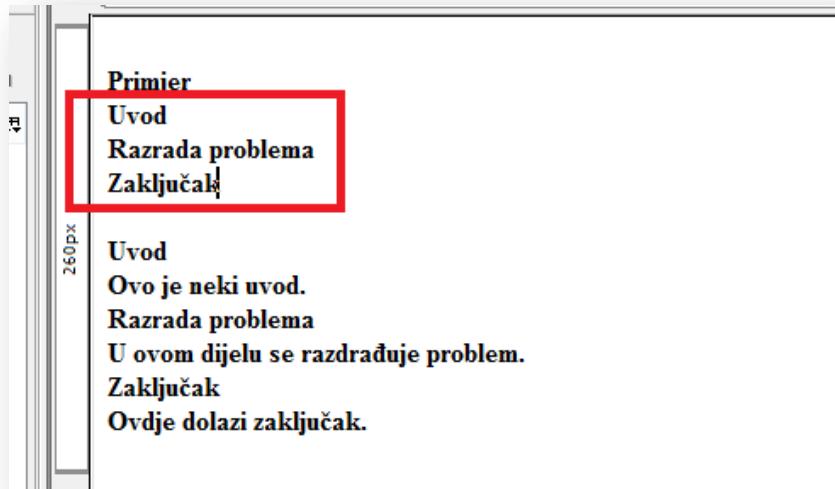 Primjer
Uvod
Razrada problema
Zaključak
260px
Uvod
Ovo je neki uvod.
Razrada problema
U ovom dijelu se razdrađuje problem.
Zaključak
Ovdje dolazi zaključak.